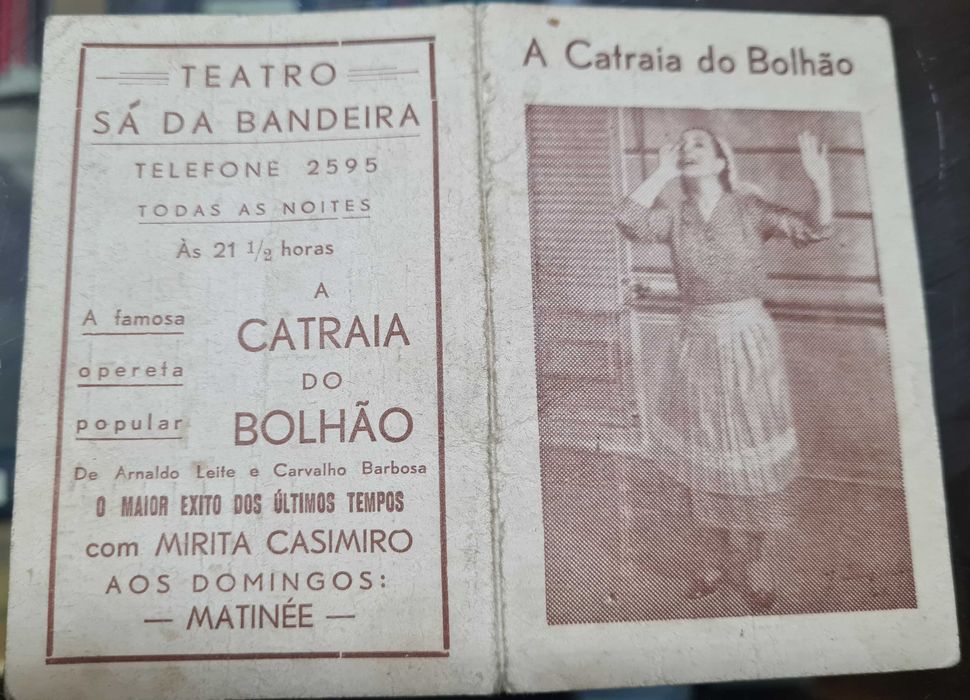 TEATRO
SÁ DA BANDEIRA
TELEFONE 2595
TODAS AS NOITES
Às 21 1/2 horas
A famosa
opereta
popular
A
CATRAIA
DO
BOLHÃO
De Arnaldo Leite e Carvalho Barbosa
O MAIOR EXITO DOS ÚLTIMOS TEMPOS
com MIRITA CASIMIRO
AOS DOMINGOS:
— MATINÉE —
A Catraia do Bolhão